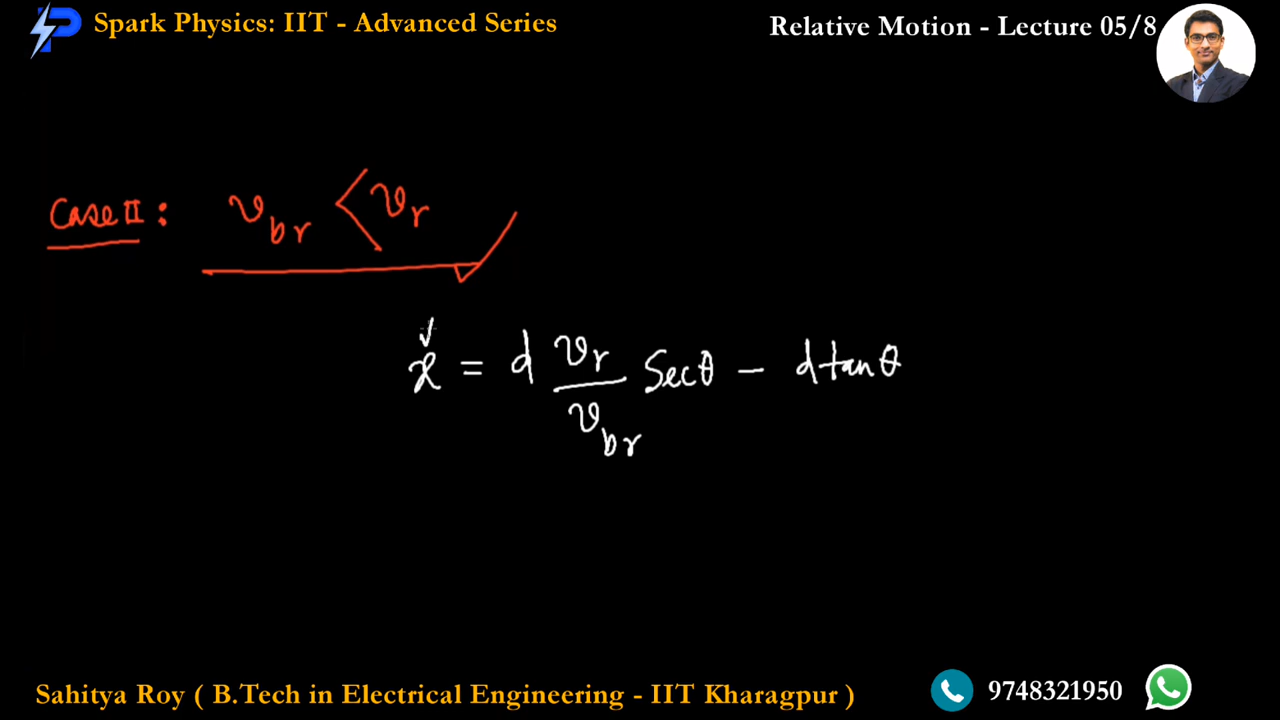 Spark Physics: IIT - Advanced Series
Relative Motion - Lecture 05/8
Case II : v_br < v_r
x = d v_r/v_br Secθ - d tanθ
Sahitya Roy ( B.Tech in Electrical Engineering - IIT Kharagpur )
9748321950